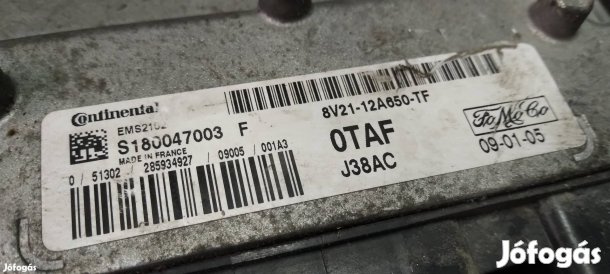 Continental
EMS2102
S180047003 F
MADE IN FRANCE
0 / 51302 / 285934927 / 09005 / 001A3
8V21-12A650-TF
0TAF
J38AC
FoMoCo
09-01-05
Jófogás
Jófogás